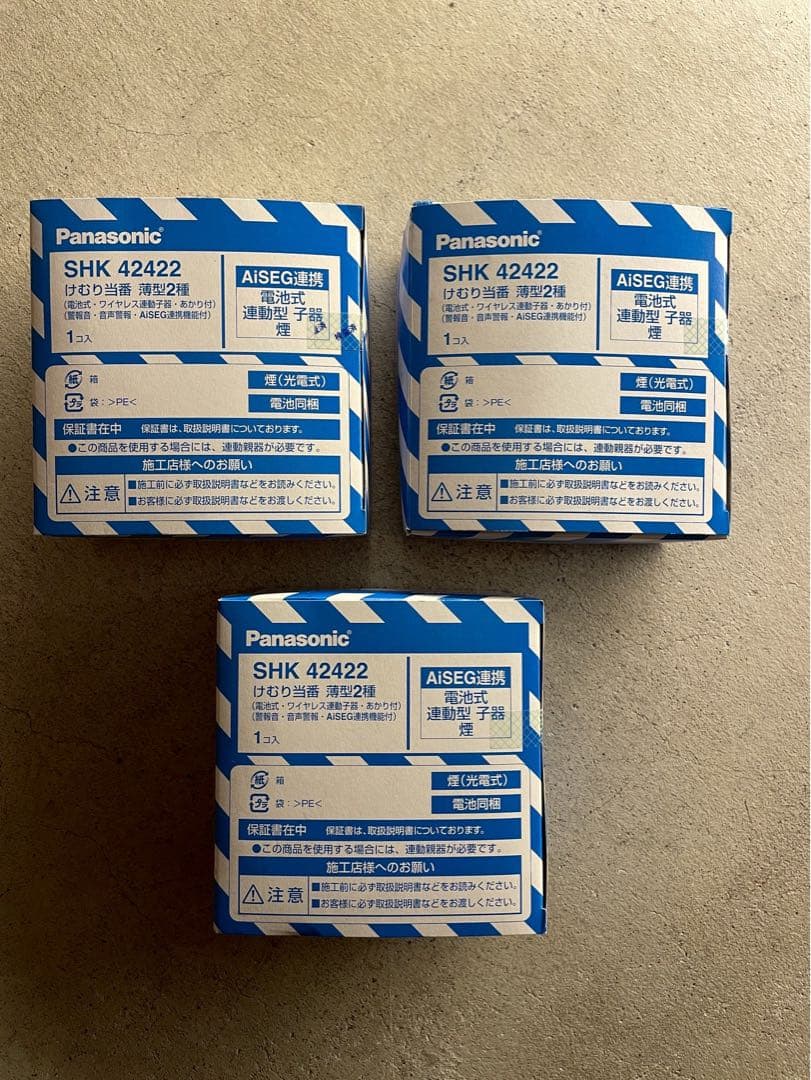 Panasonic
SHK 42422
けむり当番 薄型2種
(電池式・ワイヤレス連動子器・あかり付)
(警報音・音声警報・AiSEG連携機能付)
1コ入
AiSEG連携
電池式
連動型 子器
煙
紙 箱
プラ 袋:>PE<
煙(光電式)
電池同梱
保証書在中 保証書は、取扱説明書についております。
●この商品を使用する場合には、連動親器が必要です。
施工店様へのお願い
注意
■施工前に必ず取扱説明書などをお読みください。
■お客様に必ず取扱説明書などをお渡しください。
Panasonic
SHK 42422
けむり当番 薄型2種
(電池式・ワイヤレス連動子器・あかり付)
(警報音・音声警報・AiSEG連携機能付)
1コ入
AiSEG連携
電池式
連動型 子器
煙
紙 箱
プラ 袋:>PE<
煙(光電式)
電池同梱
保証書在中 保証書は、取扱説明書についております。
●この商品を使用する場合には、連動親器が必要です。
施工店様へのお願い
注意
■施工前に必ず取扱説明書などをお読みください。
■お客様に必ず取扱説明書などをお渡しください。
Panasonic
SHK 42422
けむり当番 薄型2種
(電池式・ワイヤレス連動子器・あかり付)
(警報音・音声警報・AiSEG連携機能付)
1コ入
AiSEG連携
電池式
連動型 子器
煙
紙 箱
プラ 袋:>PE<
煙(光電式)
電池同梱
保証書在中 保証書は、取扱説明書についております。
●この商品を使用する場合には、連動親器が必要です。
施工店様へのお願い
注意
■施工前に必ず取扱説明書などをお読みください。
■お客様に必ず取扱説明書などをお渡しください。